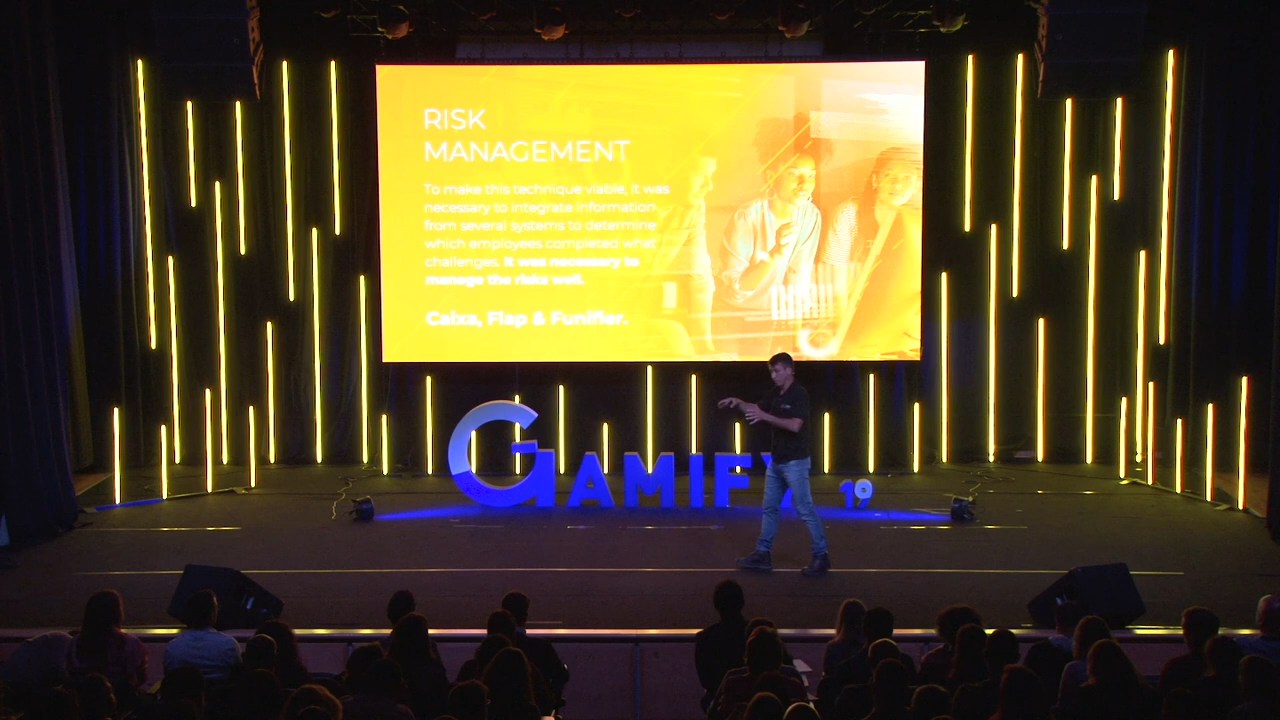 RISK
MANAGEMENT
To make this technique viable, it was
necessary to integrate information
from several systems to determine
which employees completed what
challenges. It was necessary to
manege the risks well.
Caixa, Flap & Funifier.
GAMIFY 19